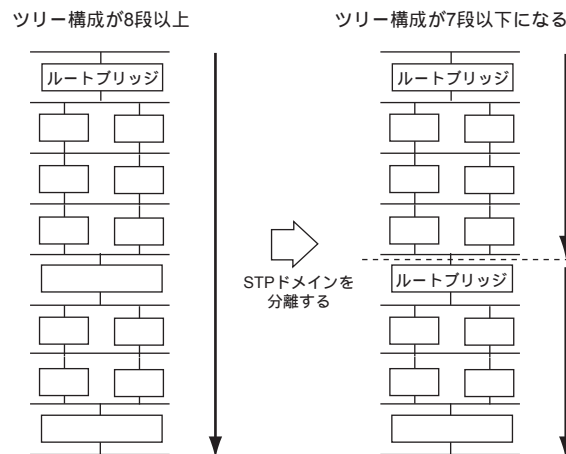 ツリー構成が8段以上
ツリー構成が7段以下になる
ルートブリッジ
ルートブリッジ
STPドメインを
分離する
ルートブリッジ